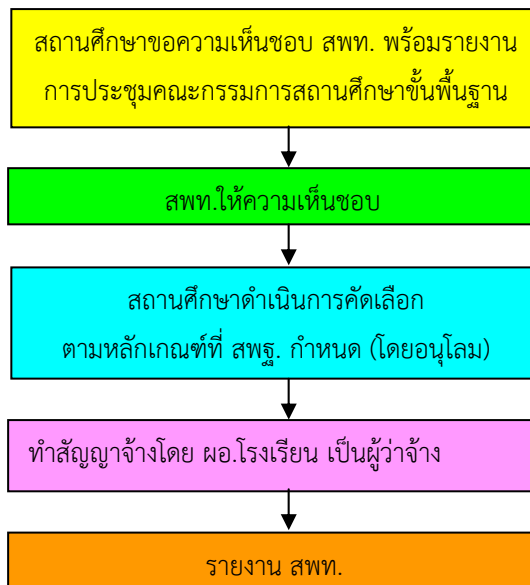 สถานศึกษาขอความเห็นชอบ สพท. พร้อมรายงาน
การประชุมคณะกรรมการสถานศึกษาขั้นพื้นฐาน
สพท.ให้ความเห็นชอบ
สถานศึกษาดำเนินการคัดเลือก
ตามหลักเกณฑ์ที่ สพฐ. กำหนด (โดยอนุโลม)
ทำสัญญาจ้างโดย ผอ.โรงเรียน เป็นผู้ว่าจ้าง
รายงาน สพท.